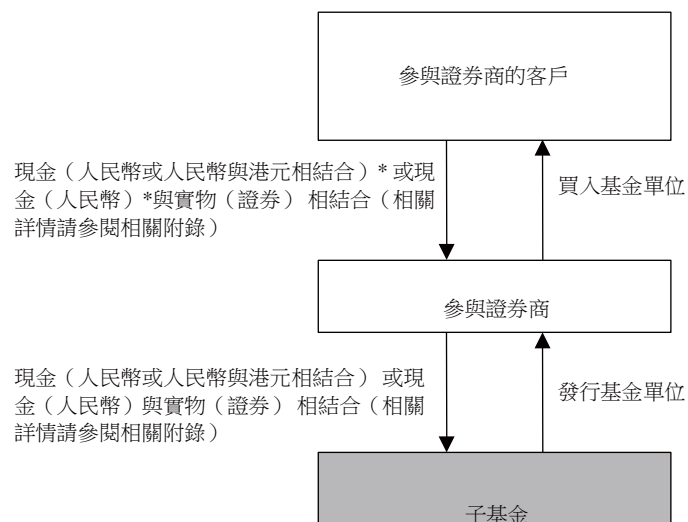 參與證券商的客戶
現金（人民幣或人民幣與港元相結合）* 或現
金（人民幣）*與實物（證券） 相結合（相關
詳情請參閱相關附錄）
買入基金單位
參與證券商
現金（人民幣或人民幣與港元相結合） 或現
金（人民幣）與實物（證券） 相結合（相關
詳情請參閱相關附錄）
發行基金單位
子基金